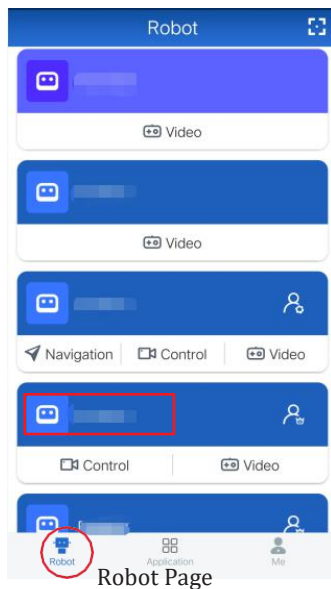 Robot
Video
Video
Navigation Control Video
Control Video
Robot Application Me
Robot Page